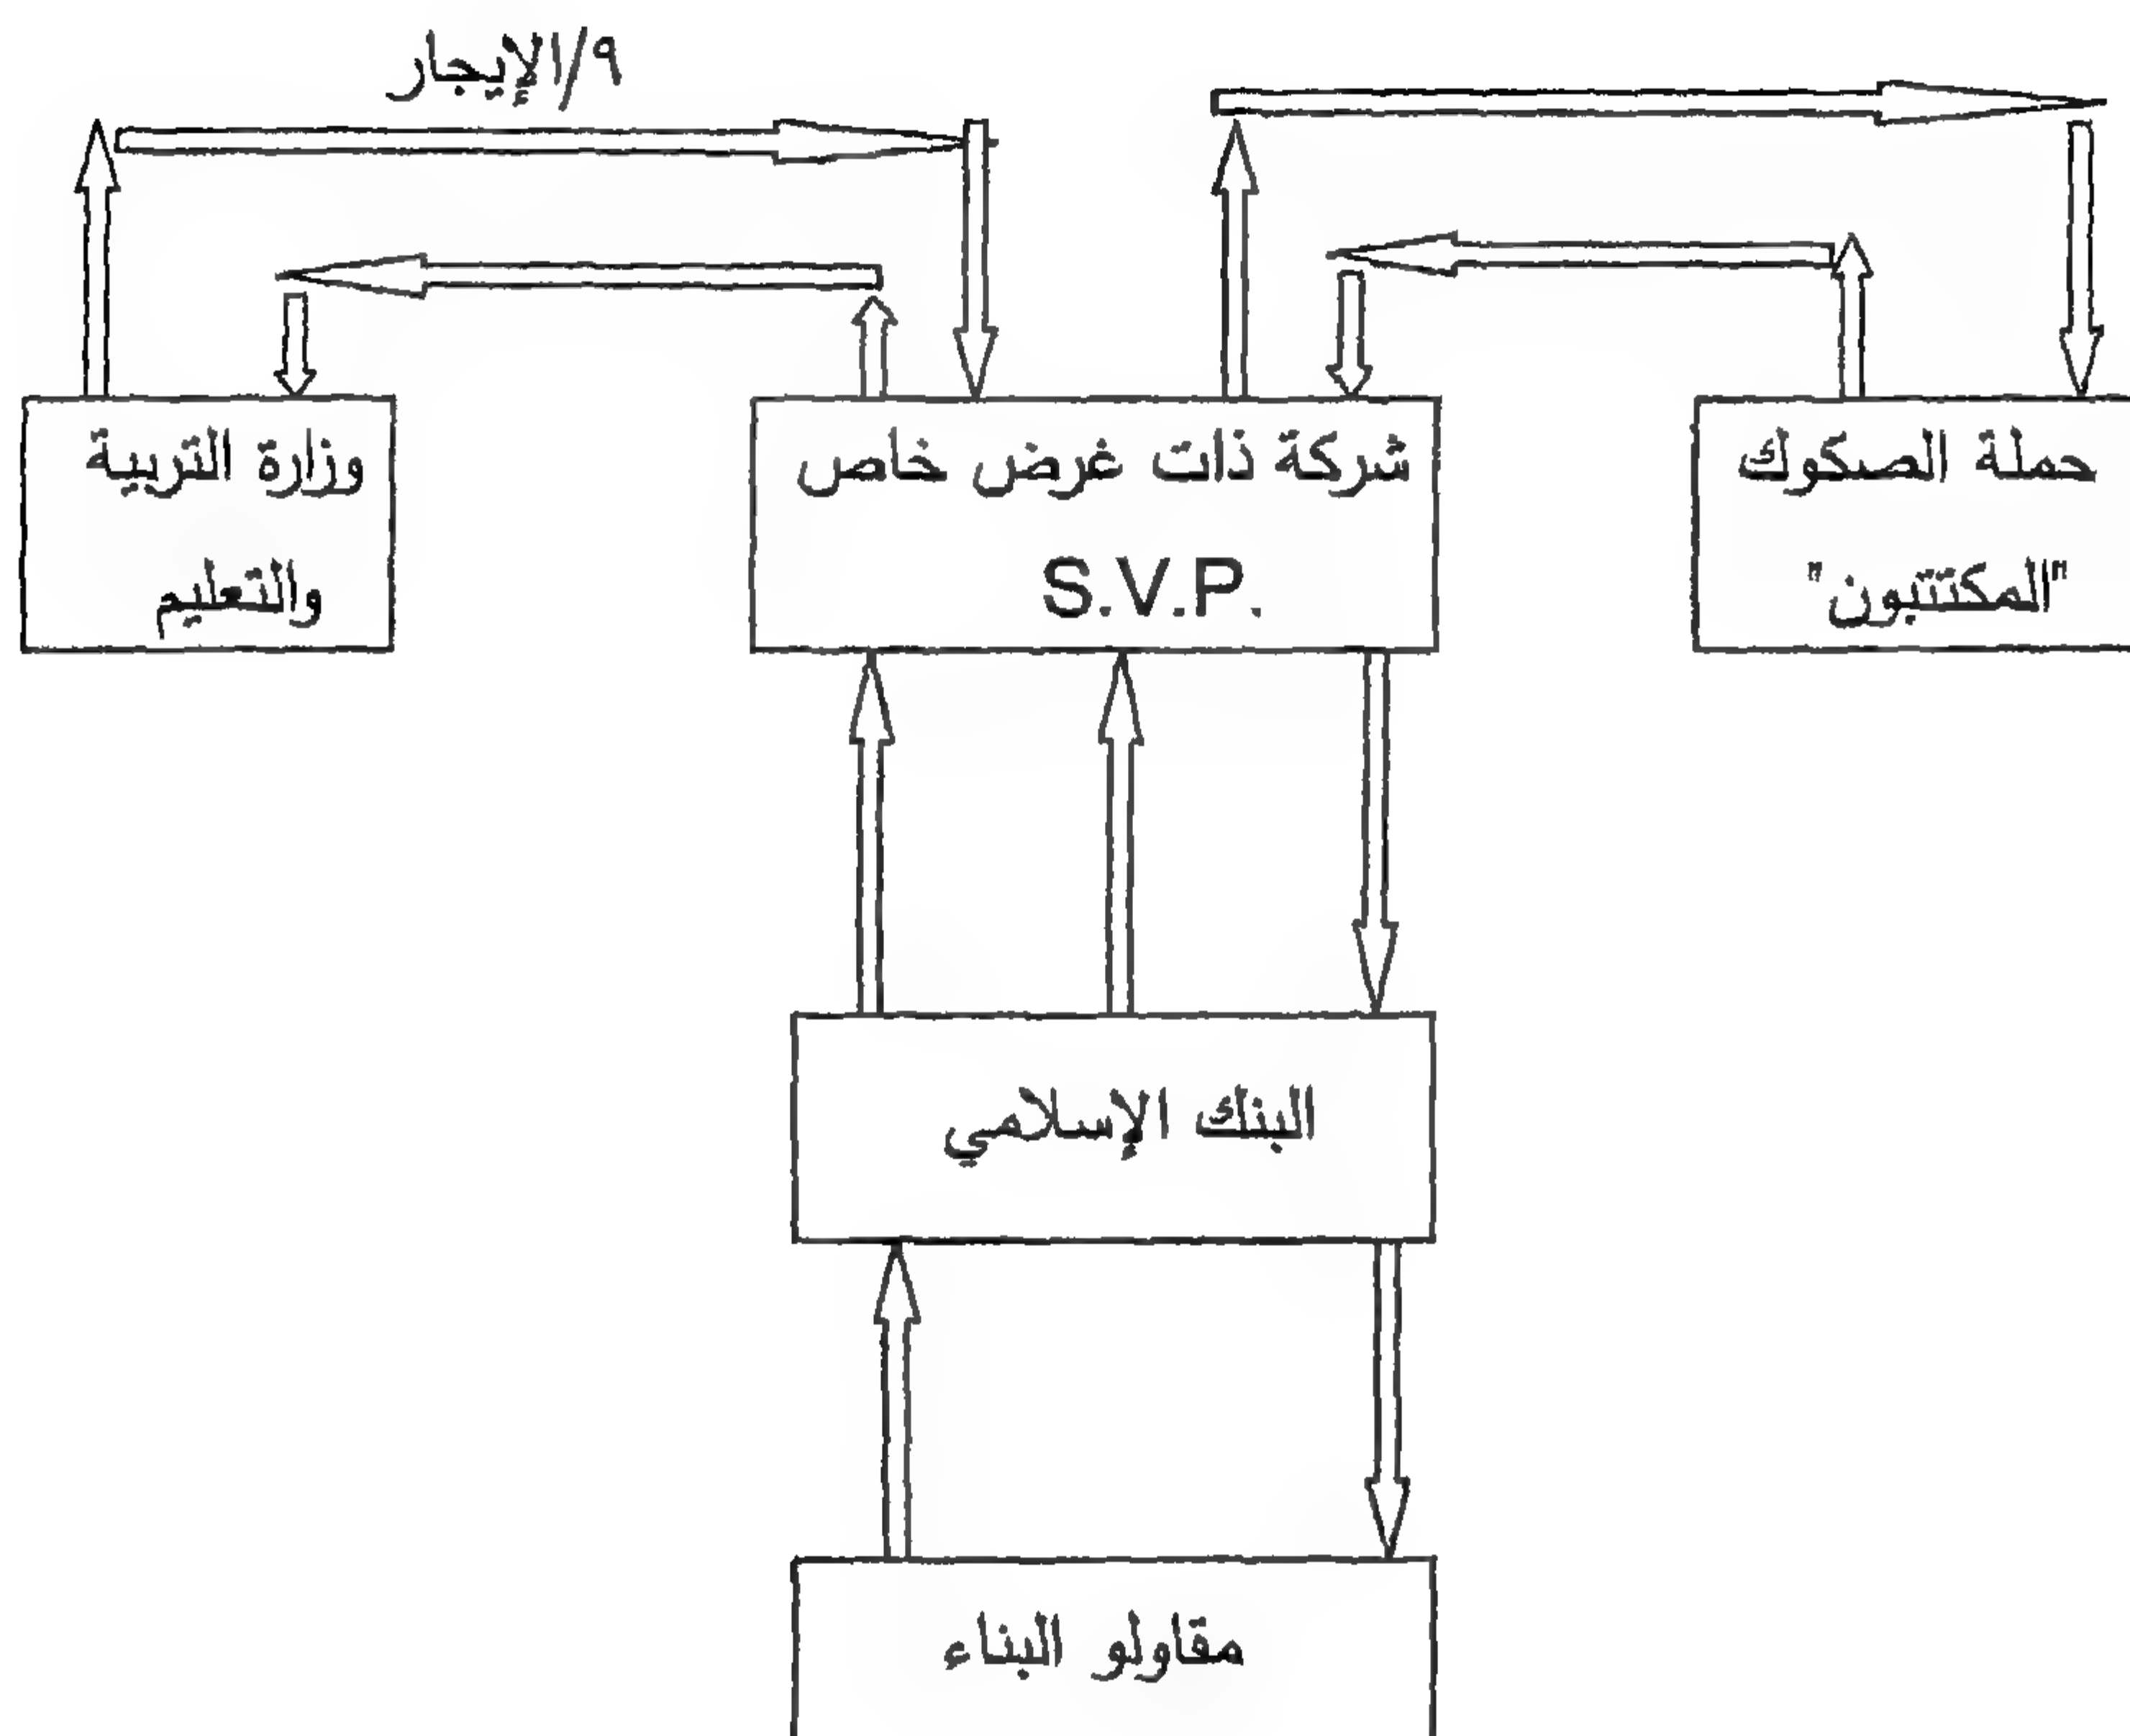 ٩/الإيجار
حملة الصكوك
"المكتتبون"
شركة ذات غرض خاص
S.V.P.
وزارة التربية
والتعليم
البنك الإسلامي
مقاولو البناء